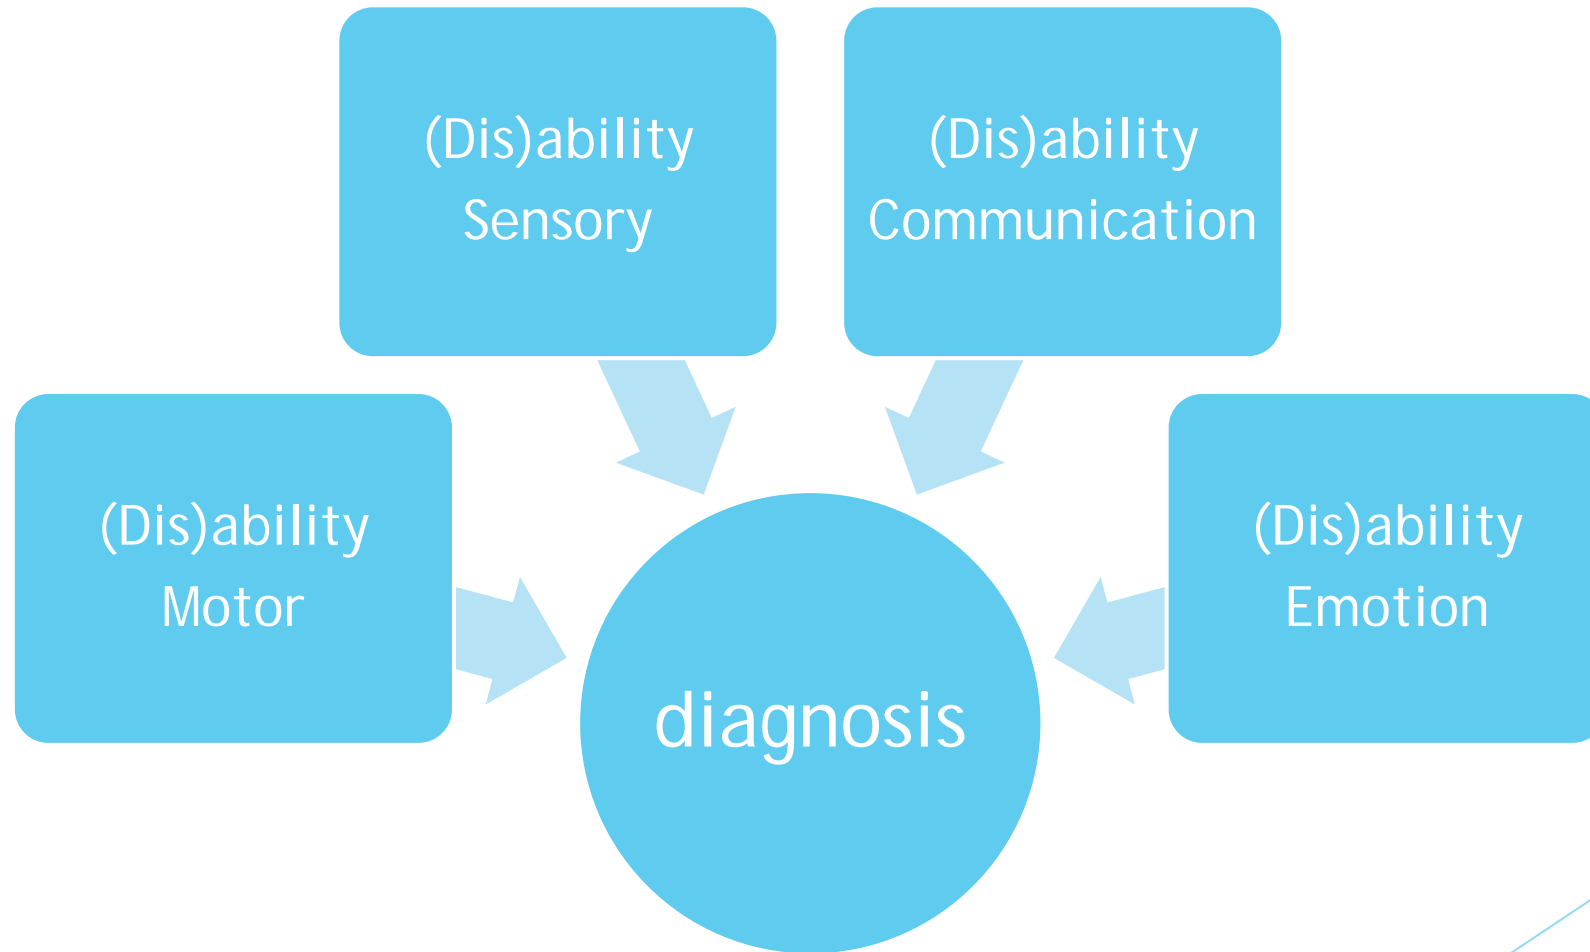 (Dis)ability
Sensory
(Dis)ability
Communication
(Dis)ability
Motor
(Dis)ability
Emotion
diagnosis